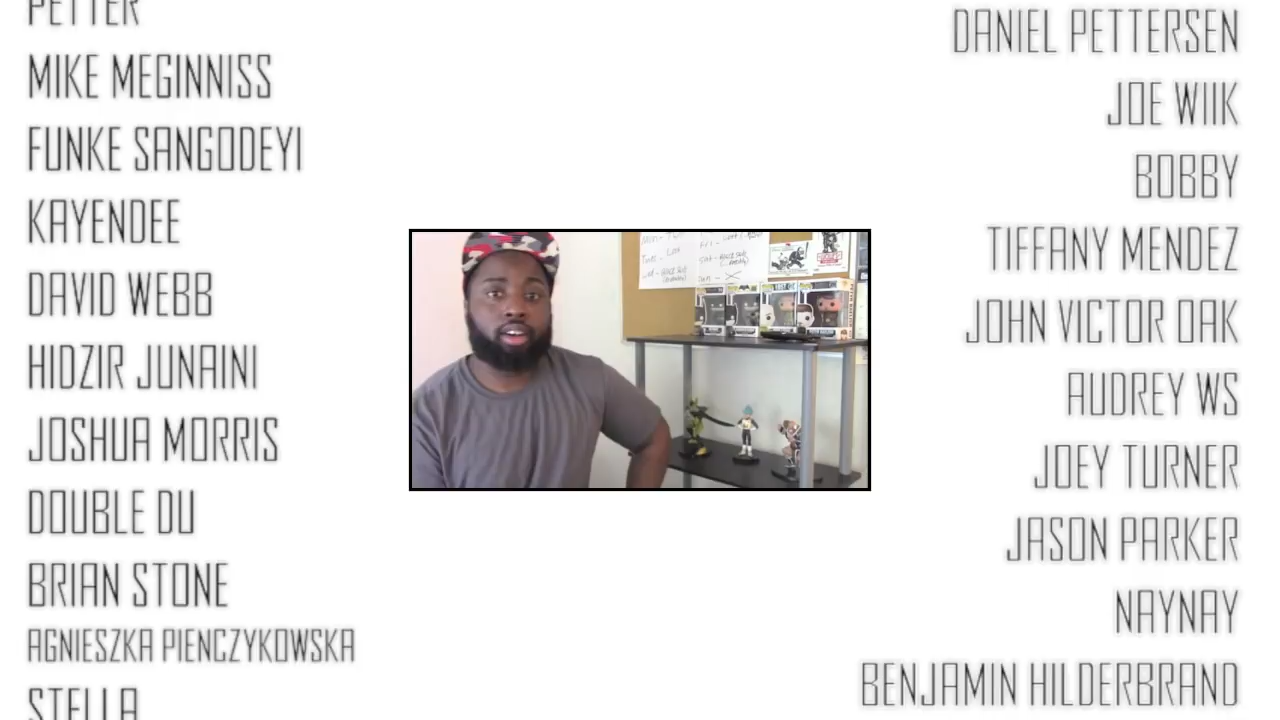 PETTER
MIKE MEGINNISS
FUNKE SANGODEYI
KAYENDEE
DAVID WEBB
HIDZIR JUNAINI
JOSHUA MORRIS
DOUBLE DU
BRIAN STONE
AGNIESZKA PIENCZYKOWSKA
STELLA
DANIEL PETTERSEN
JOE WIIK
BOBBY
TIFFANY MENDEZ
JOHN VICTOR OAK
AUDREY WS
JOEY TURNER
JASON PARKER
NAYNAY
BENJAMIN HILDERBRAND